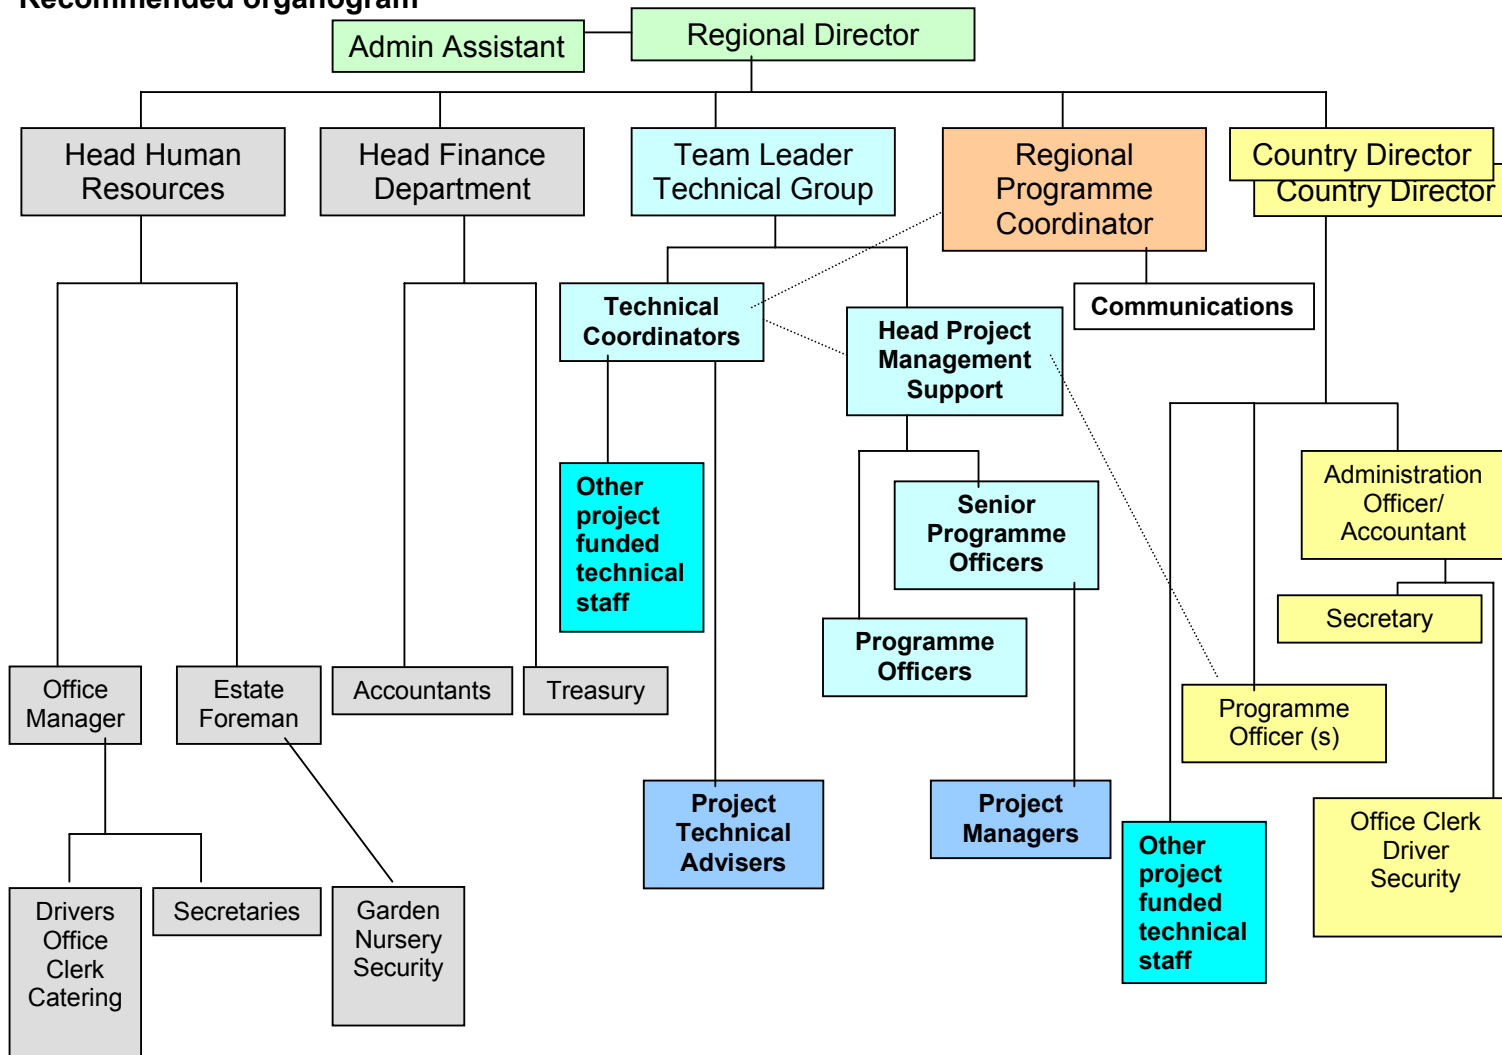 Recommended organogram
Admin Assistant
Regional Director
Head Human
Resources
Head Finance
Department
Team Leader
Technical Group
Regional
Programme
Coordinator
Country Director
Country Director
Technical
Coordinators
Head Project
Management
Support
Communications
Other
project
funded
technical
staff
Senior
Programme
Officers
Administration
Officer/
Accountant
Secretary
Programme
Officers
Office
Manager
Estate
Foreman
Accountants
Treasury
Programme
Officer (s)
Project
Technical
Advisers
Project
Managers
Other
project
funded
technical
staff
Office Clerk
Driver
Security
Drivers
Office
Clerk
Catering
Secretaries
Garden
Nursery
Security